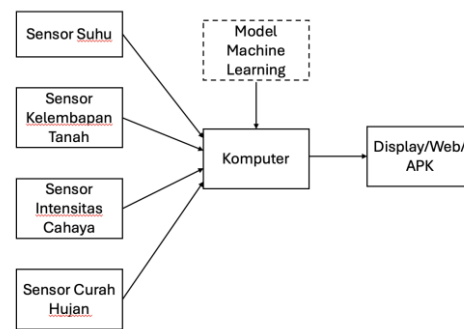 Sensor Suhu
Sensor
Kelembapan
Tanah
Sensor
Intensitas
Cahaya
Sensor Curah
Hujan
Model
Machine
Learning
Komputer
Display/Web/
APK